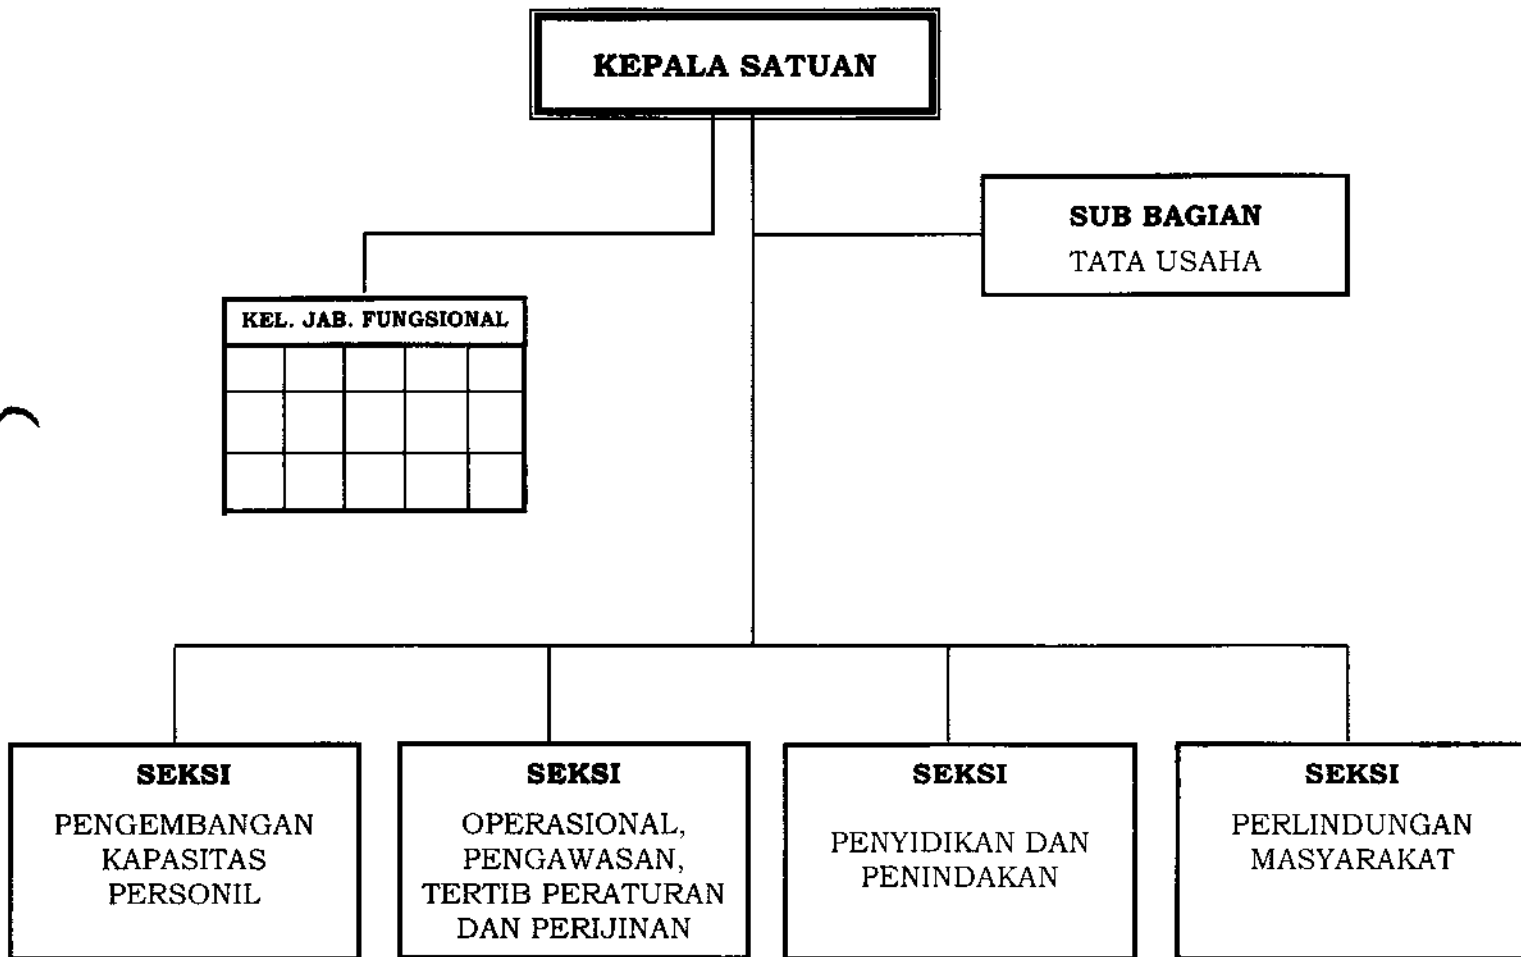 KEPALA SATUAN
SUB BAGIAN
TATA USAHA
KEL. JAB. FUNGSIONAL
SEKSI
PENGEMBANGAN
KAPASITAS
PERSONIL
SEKSI
OPERASIONAL,
PENGAWASAN,
TERTIB PERATURAN
DAN PERIJINAN
SEKSI
PENYIDIKAN DAN
PENINDAKAN
SEKSI
PERLINDUNGAN
MASYARAKAT